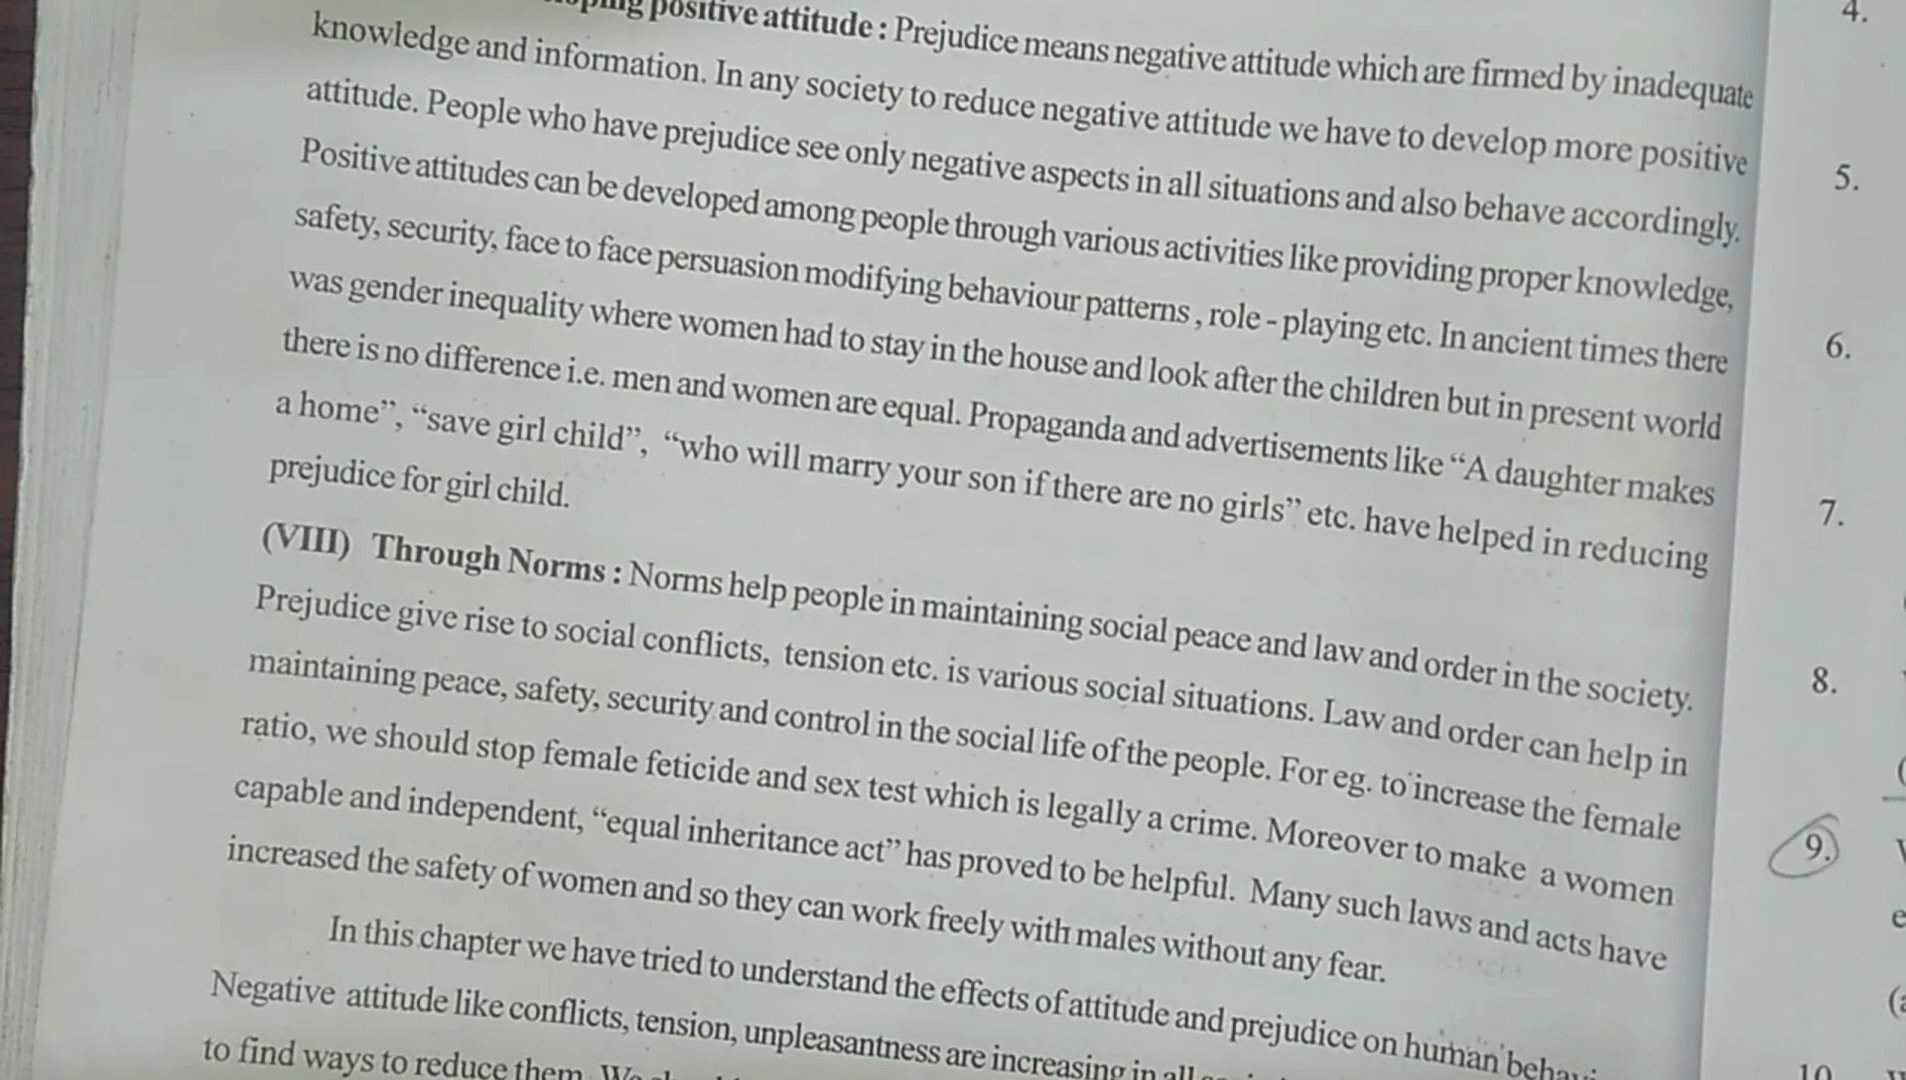 positive attitude : Prejudice means negative attitude which are firmed by inadequate
knowledge and information. In any society to reduce negative attitude we have to develop more positive
attitude. People who have prejudice see only negative aspects in all situations and also behave accordingly.
Positive attitudes can be developed among people through various activities like providing proper knowledge,
safety, security, face to face persuasion modifying behaviour patterns , role - playing etc. In ancient times there
was gender inequality where women had to stay in the house and look after the children but in present world
there is no difference i.e. men and women are equal. Propaganda and advertisements like “A daughter makes
a home”, “save girl child”, “who will marry your son if there are no girls” etc. have helped in reducing
prejudice for girl child.
(VIII) Through Norms : Norms help people in maintaining social peace and law and order in the society.
Prejudice give rise to social conflicts, tension etc. is various social situations. Law and order can help in
maintaining peace, safety, security and control in the social life of the people. For eg. to increase the female
ratio, we should stop female feticide and sex test which is legally a crime. Moreover to make a women
capable and independent, “equal inheritance act” has proved to be helpful. Many such laws and acts have
increased the safety of women and so they can work freely with males without any fear.
In this chapter we have tried to understand the effects of attitude and prejudice on human
Negative attitude like conflicts, tension, unpleasantness are increasing in all
to find ways to reduce them.
4.
5.
6.
7.
8.
9.
10